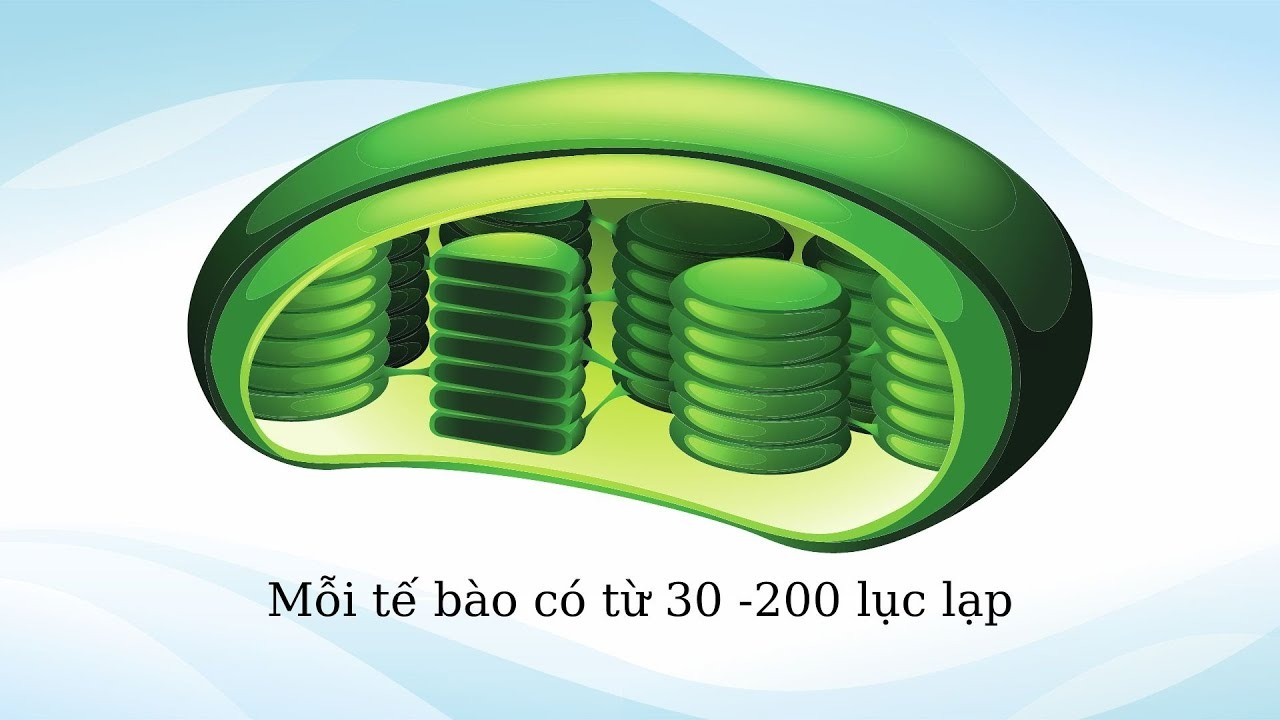 Mỗi tế bào có từ 30 -200 lục lạp